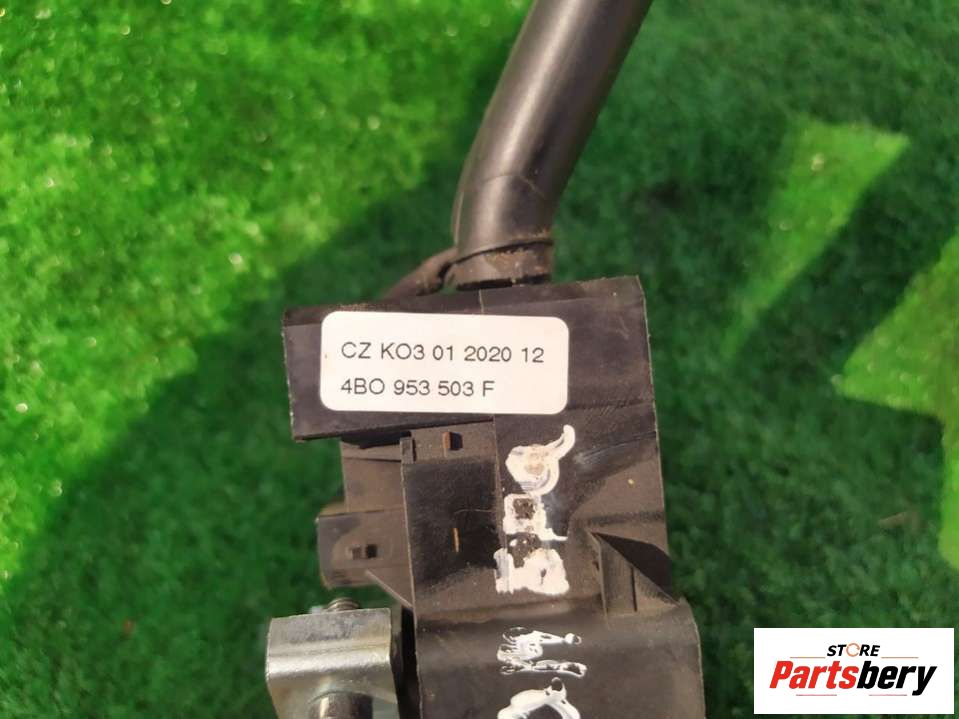 CZ KO3 01 2020 12
4BO 953 503 F
STORE
Partsbery